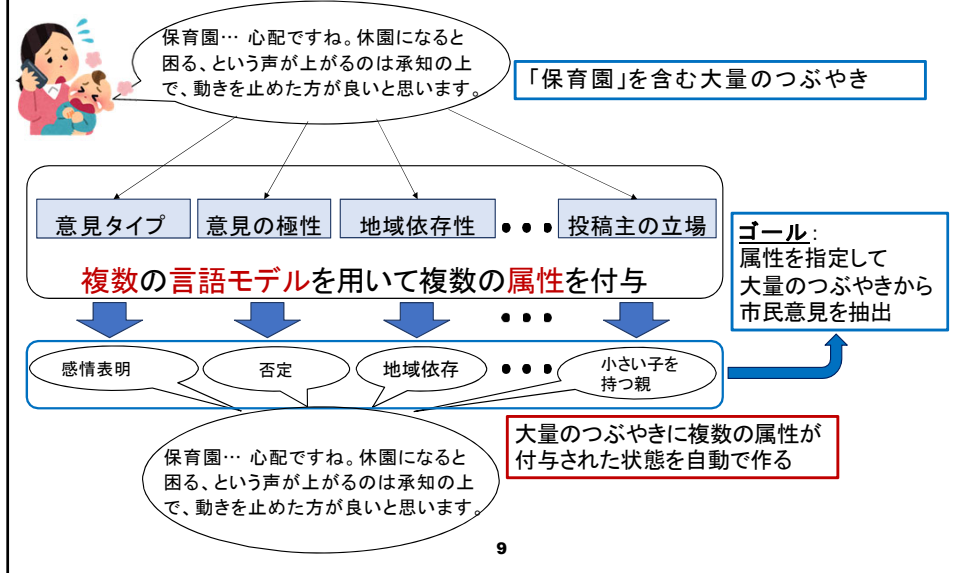 保育園… 心配ですね。休園になると
困る、という声が上がるのは承知の上
で、動きを止めた方が良いと思います。
「保育園」を含む大量のつぶやき
意見タイプ
意見の極性
地域依存性
・・・
投稿主の立場
複数の言語モデルを用いて複数の属性を付与
・・・
ゴール:
属性を指定して
大量のつぶやきから
市民意見を抽出
感情表明
否定
地域依存
・・・
小さい子を
持つ親
保育園… 心配ですね。休園になると
困る、という声が上がるのは承知の上
で、動きを止めた方が良いと思います。
大量のつぶやきに複数の属性が
付与された状態を自動で作る
9